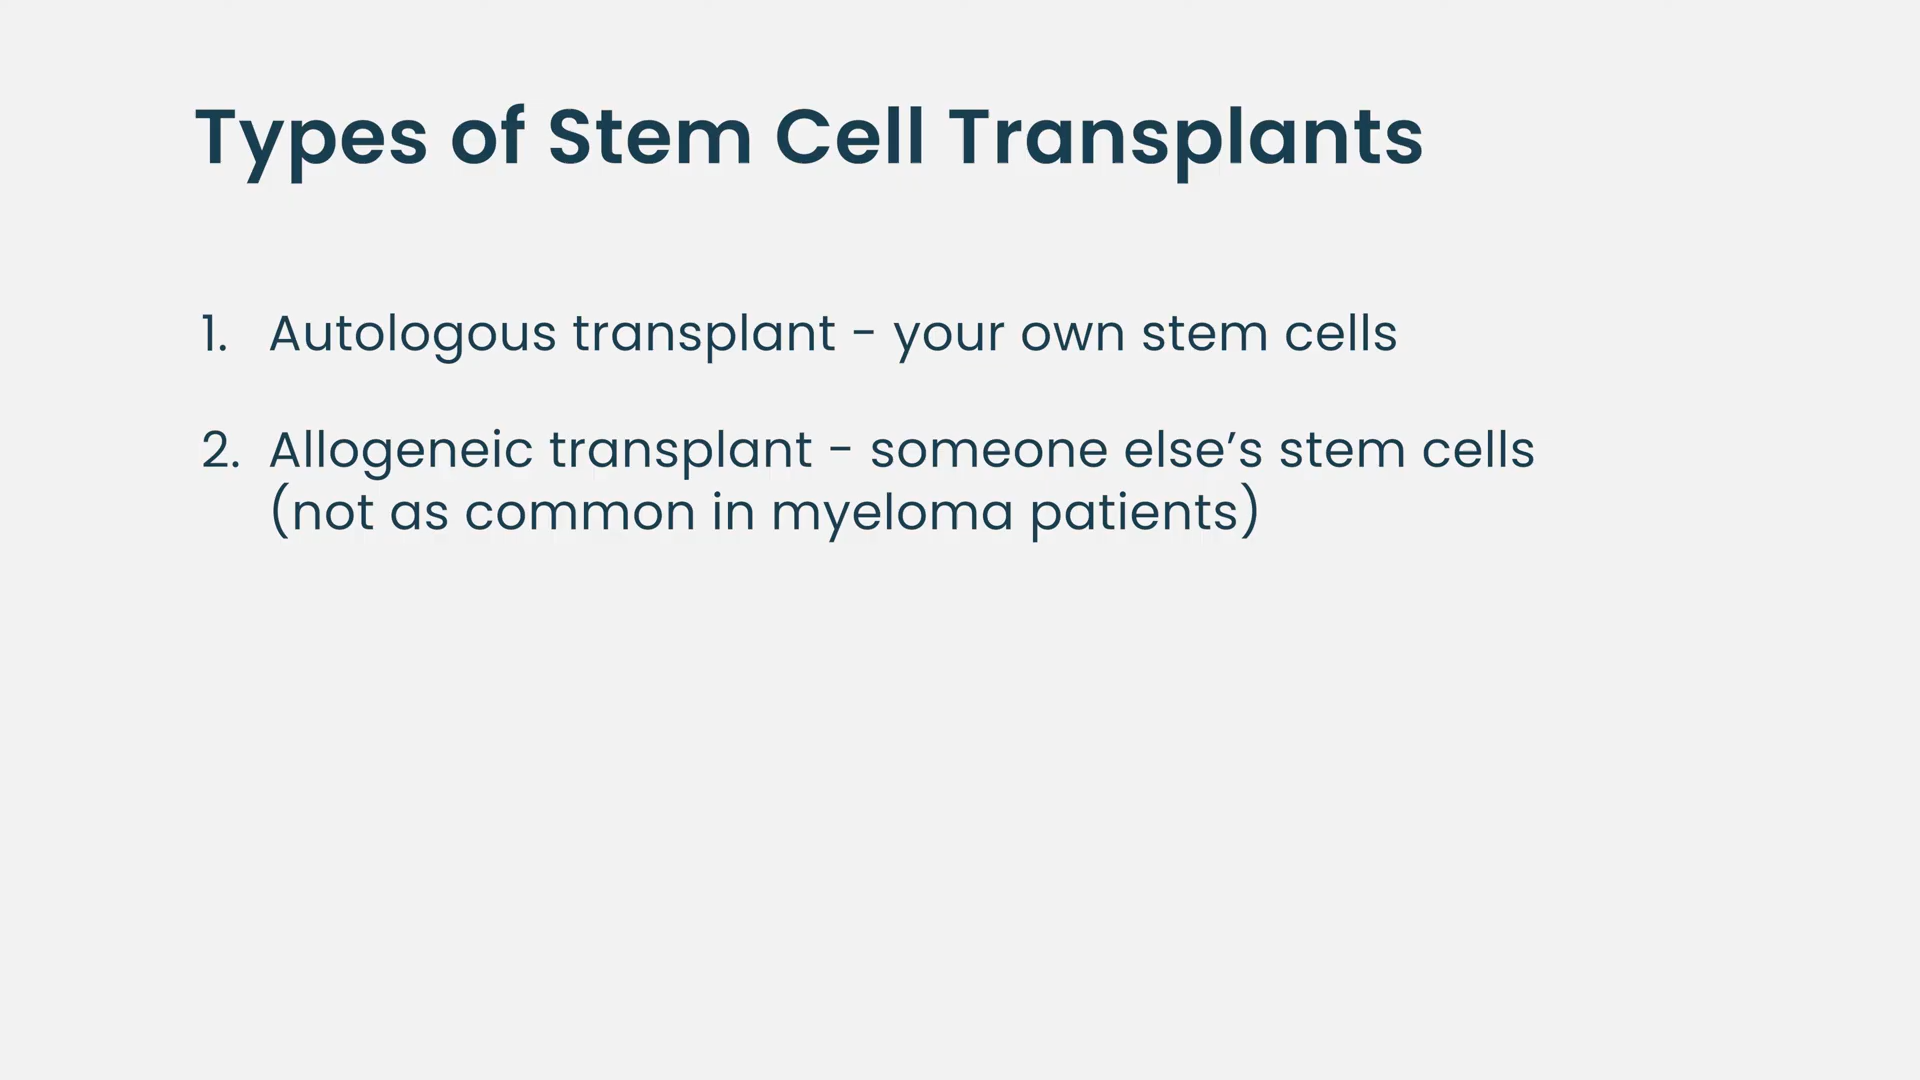 Types of Stem Cell Transplants
1. Autologous transplant - your own stem cells
2. Allogeneic transplant - someone else’s stem cells
(not as common in myeloma patients)